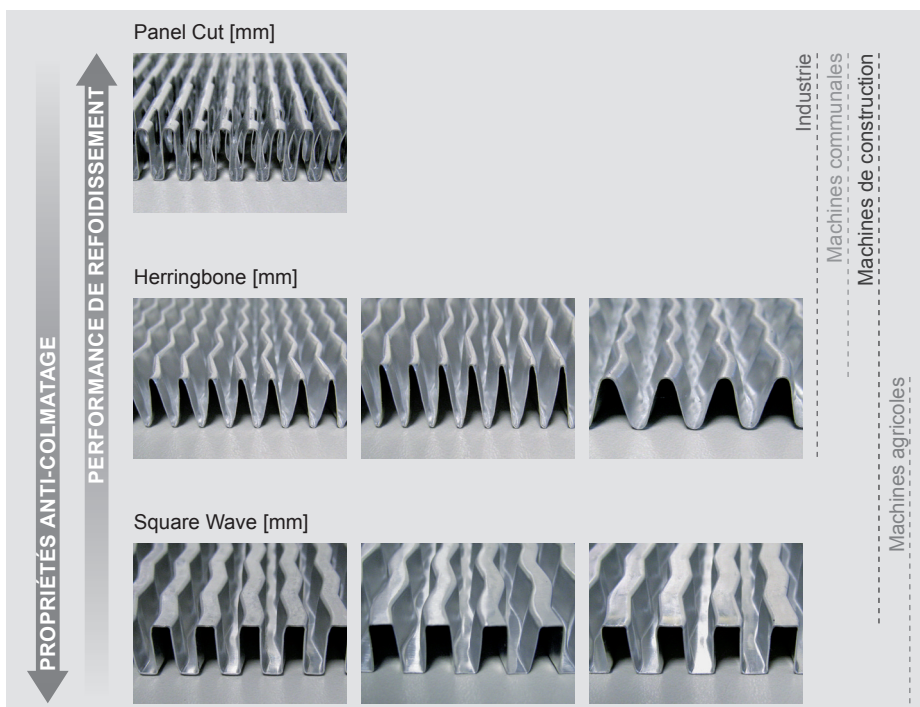 Panel Cut [mm]
PROPRIÉTÉS ANTI-COLMATAGE
PERFORMANCE DE REFOIDISSEMENT
Industrie
Machines communales
Machines de construction
Herringbone [mm]
Machines agricoles
Square Wave [mm]